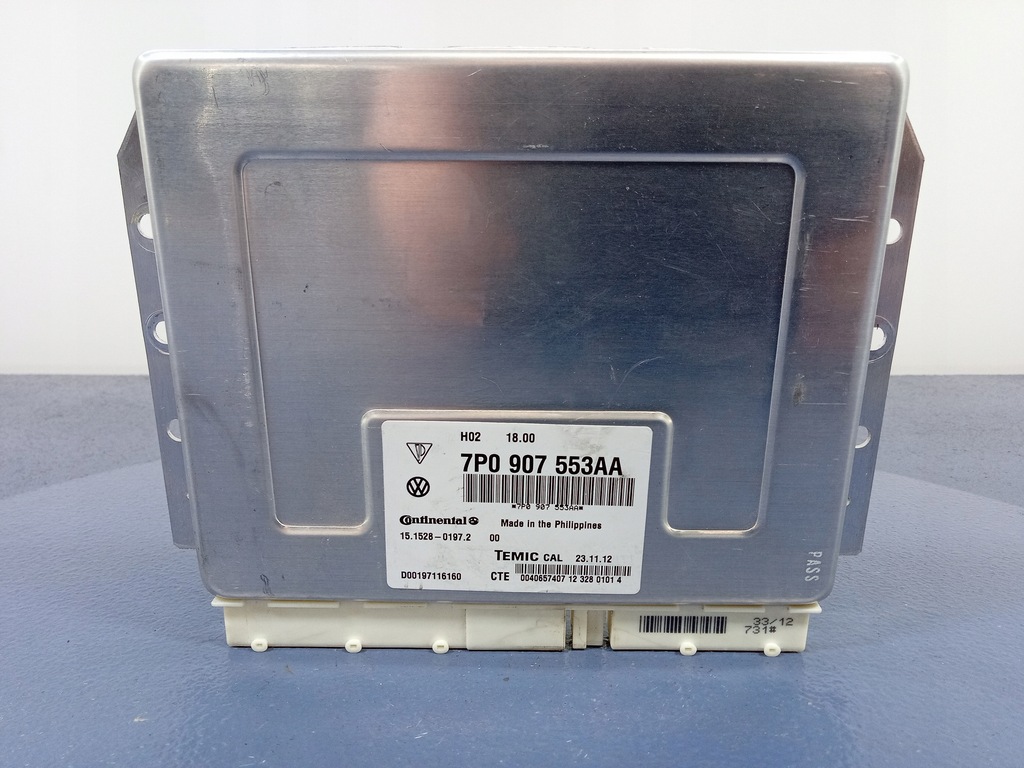 H02 18.00
7P0 907 553AA
*7P0 907 553AA*
Continental
Made in the Philippines
15.1528-0197.2 00
TEMIC CAL 23.11.12
D00197116160 CTE 0040657407 12 328 0101 4
PASS
33/12
731#